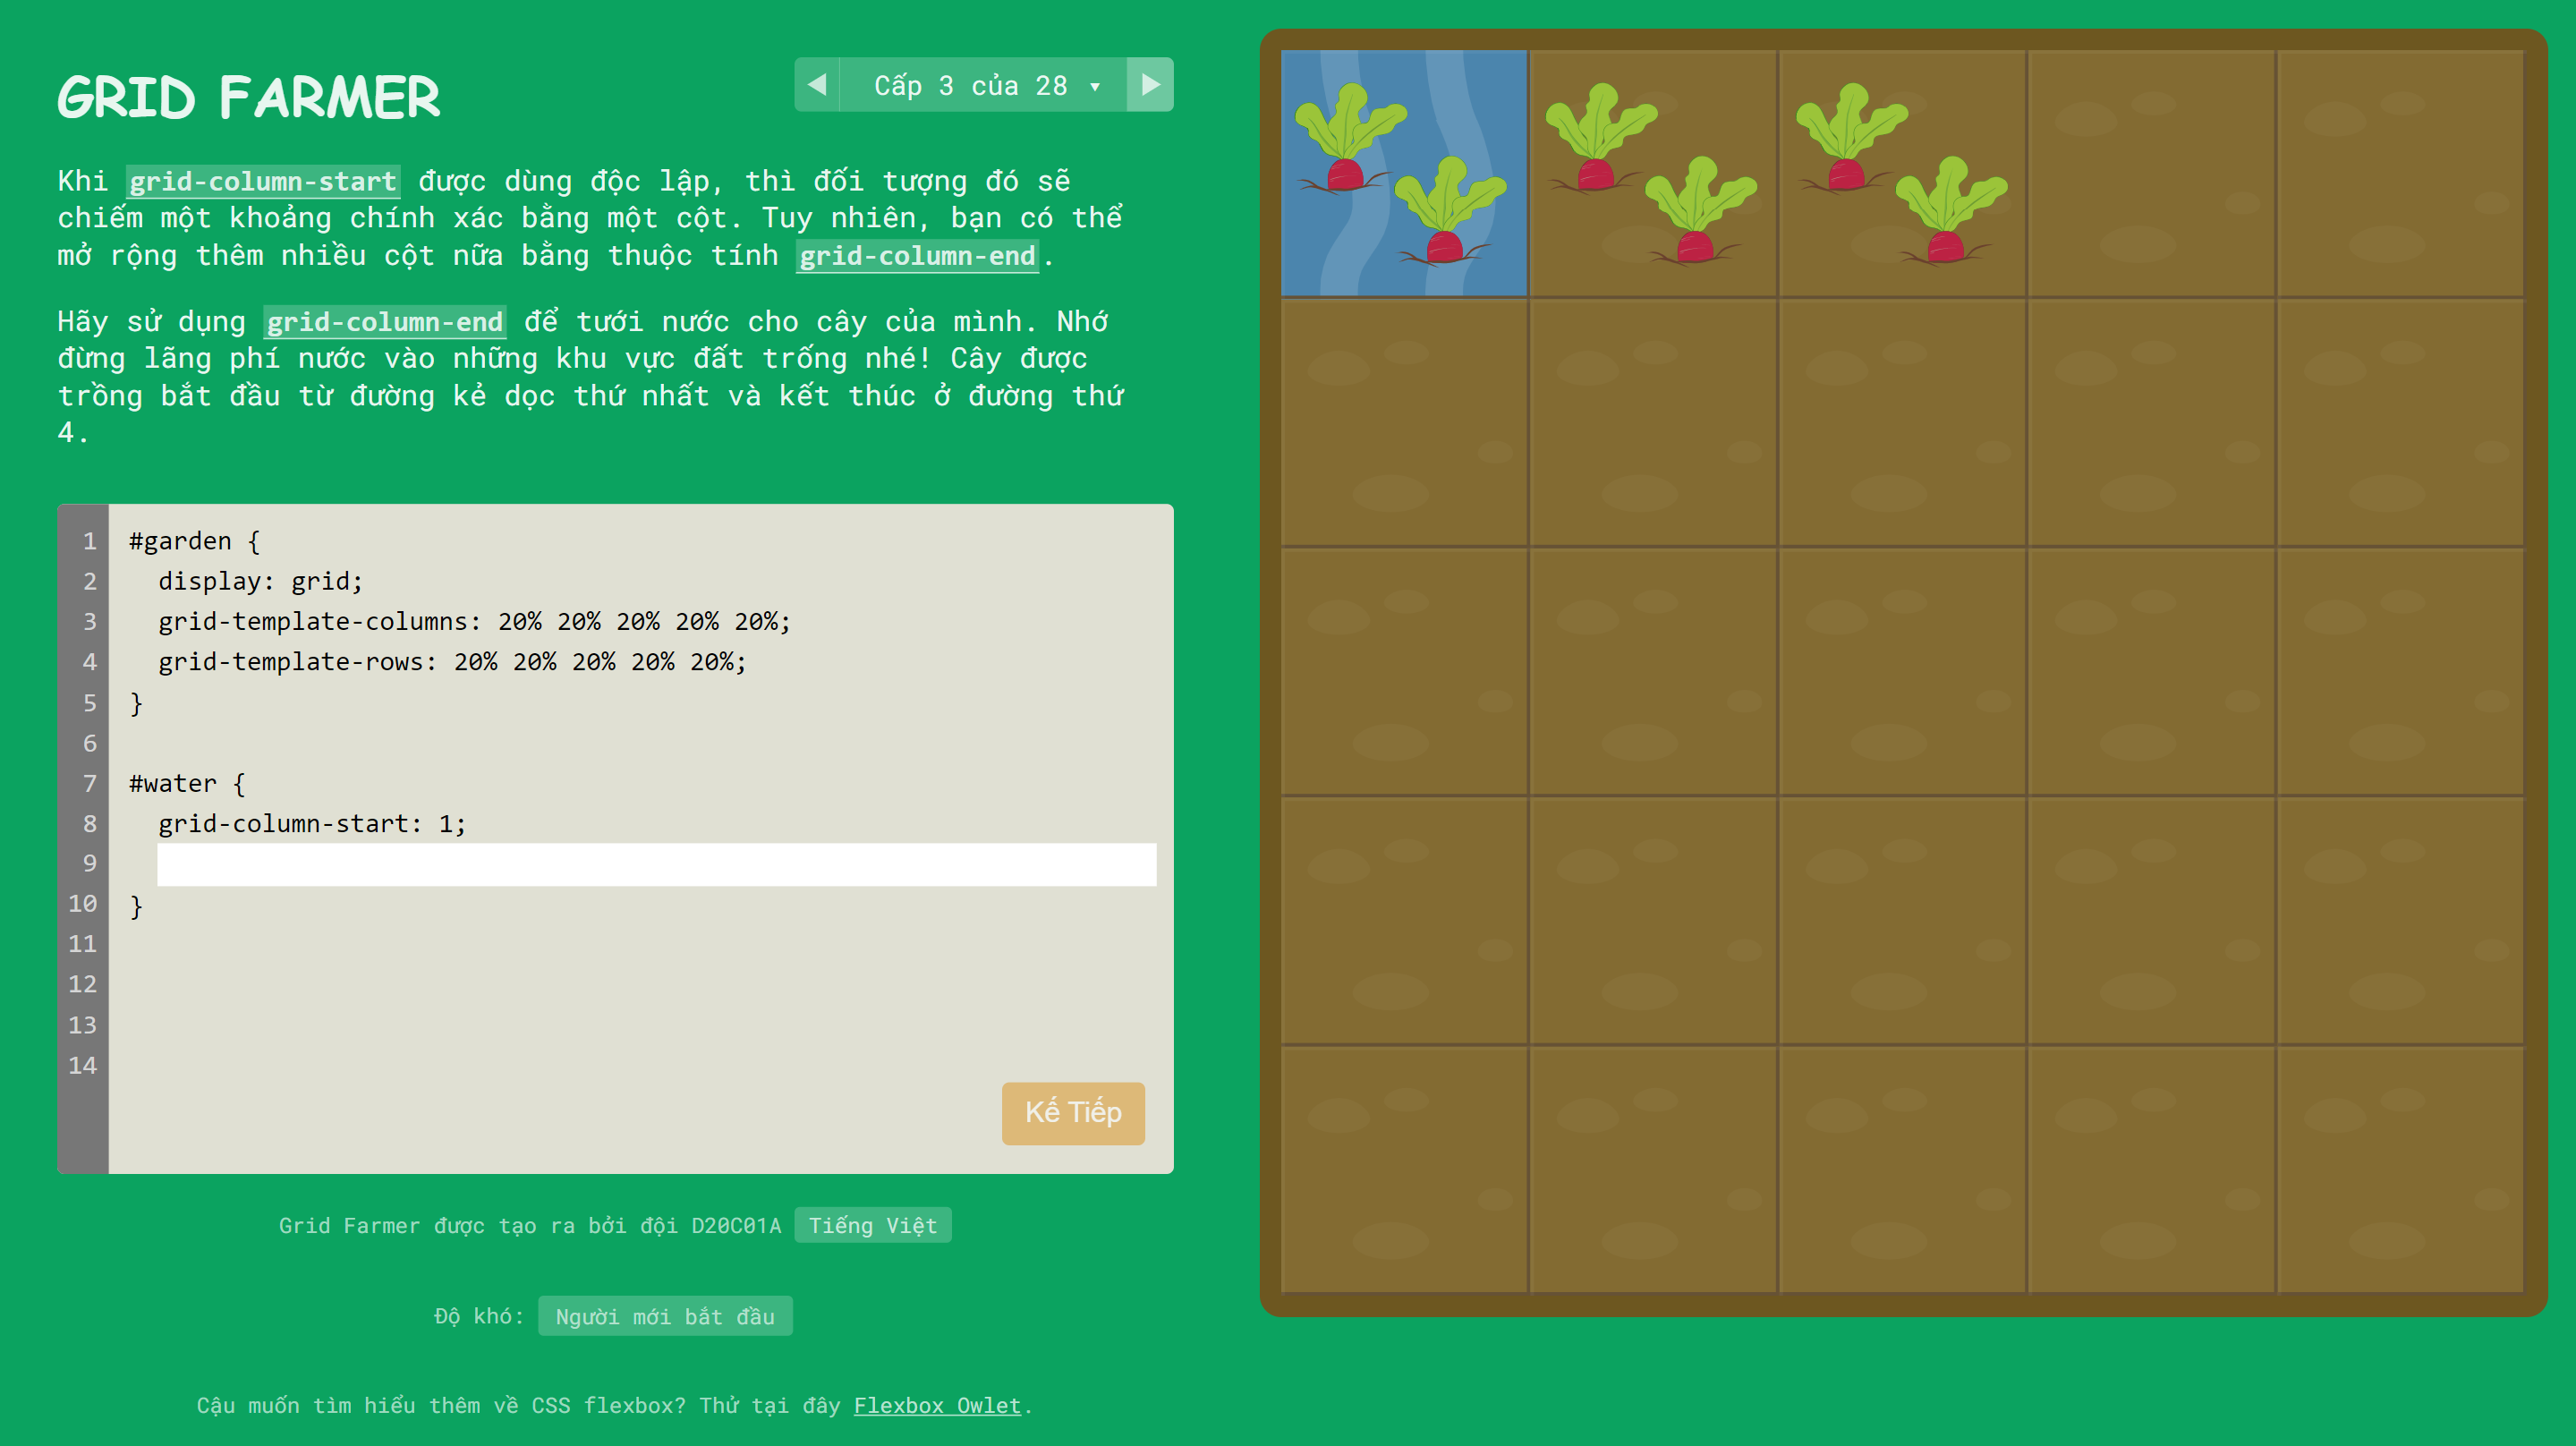 GRID FARMER
Cấp 3 của 28 ▾
Khi grid-column-start được dùng độc lập, thì đối tượng đó sẽ
chiếm một khoảng chính xác bằng một cột. Tuy nhiên, bạn có thể
mở rộng thêm nhiều cột nữa bằng thuộc tính grid-column-end.
Hãy sử dụng grid-column-end để tưới nước cho cây của mình. Nhớ
đừng lãng phí nước vào những khu vực đất trống nhé! Cây được
trồng bắt đầu từ đường kẻ dọc thứ nhất và kết thúc ở đường thứ
4.
1 #garden {
2 display: grid;
3 grid-template-columns: 20% 20% 20% 20% 20%;
4 grid-template-rows: 20% 20% 20% 20% 20%;
5 }
6
7 #water {
8 grid-column-start: 1;
9
10 }
11
12
13
14
Kế Tiếp
Grid Farmer được tạo ra bởi đội D20C01A Tiếng Việt
Độ khó: Người mới bắt đầu
Cậu muốn tìm hiểu thêm về CSS flexbox? Thử tại đây Flexbox Owlet.